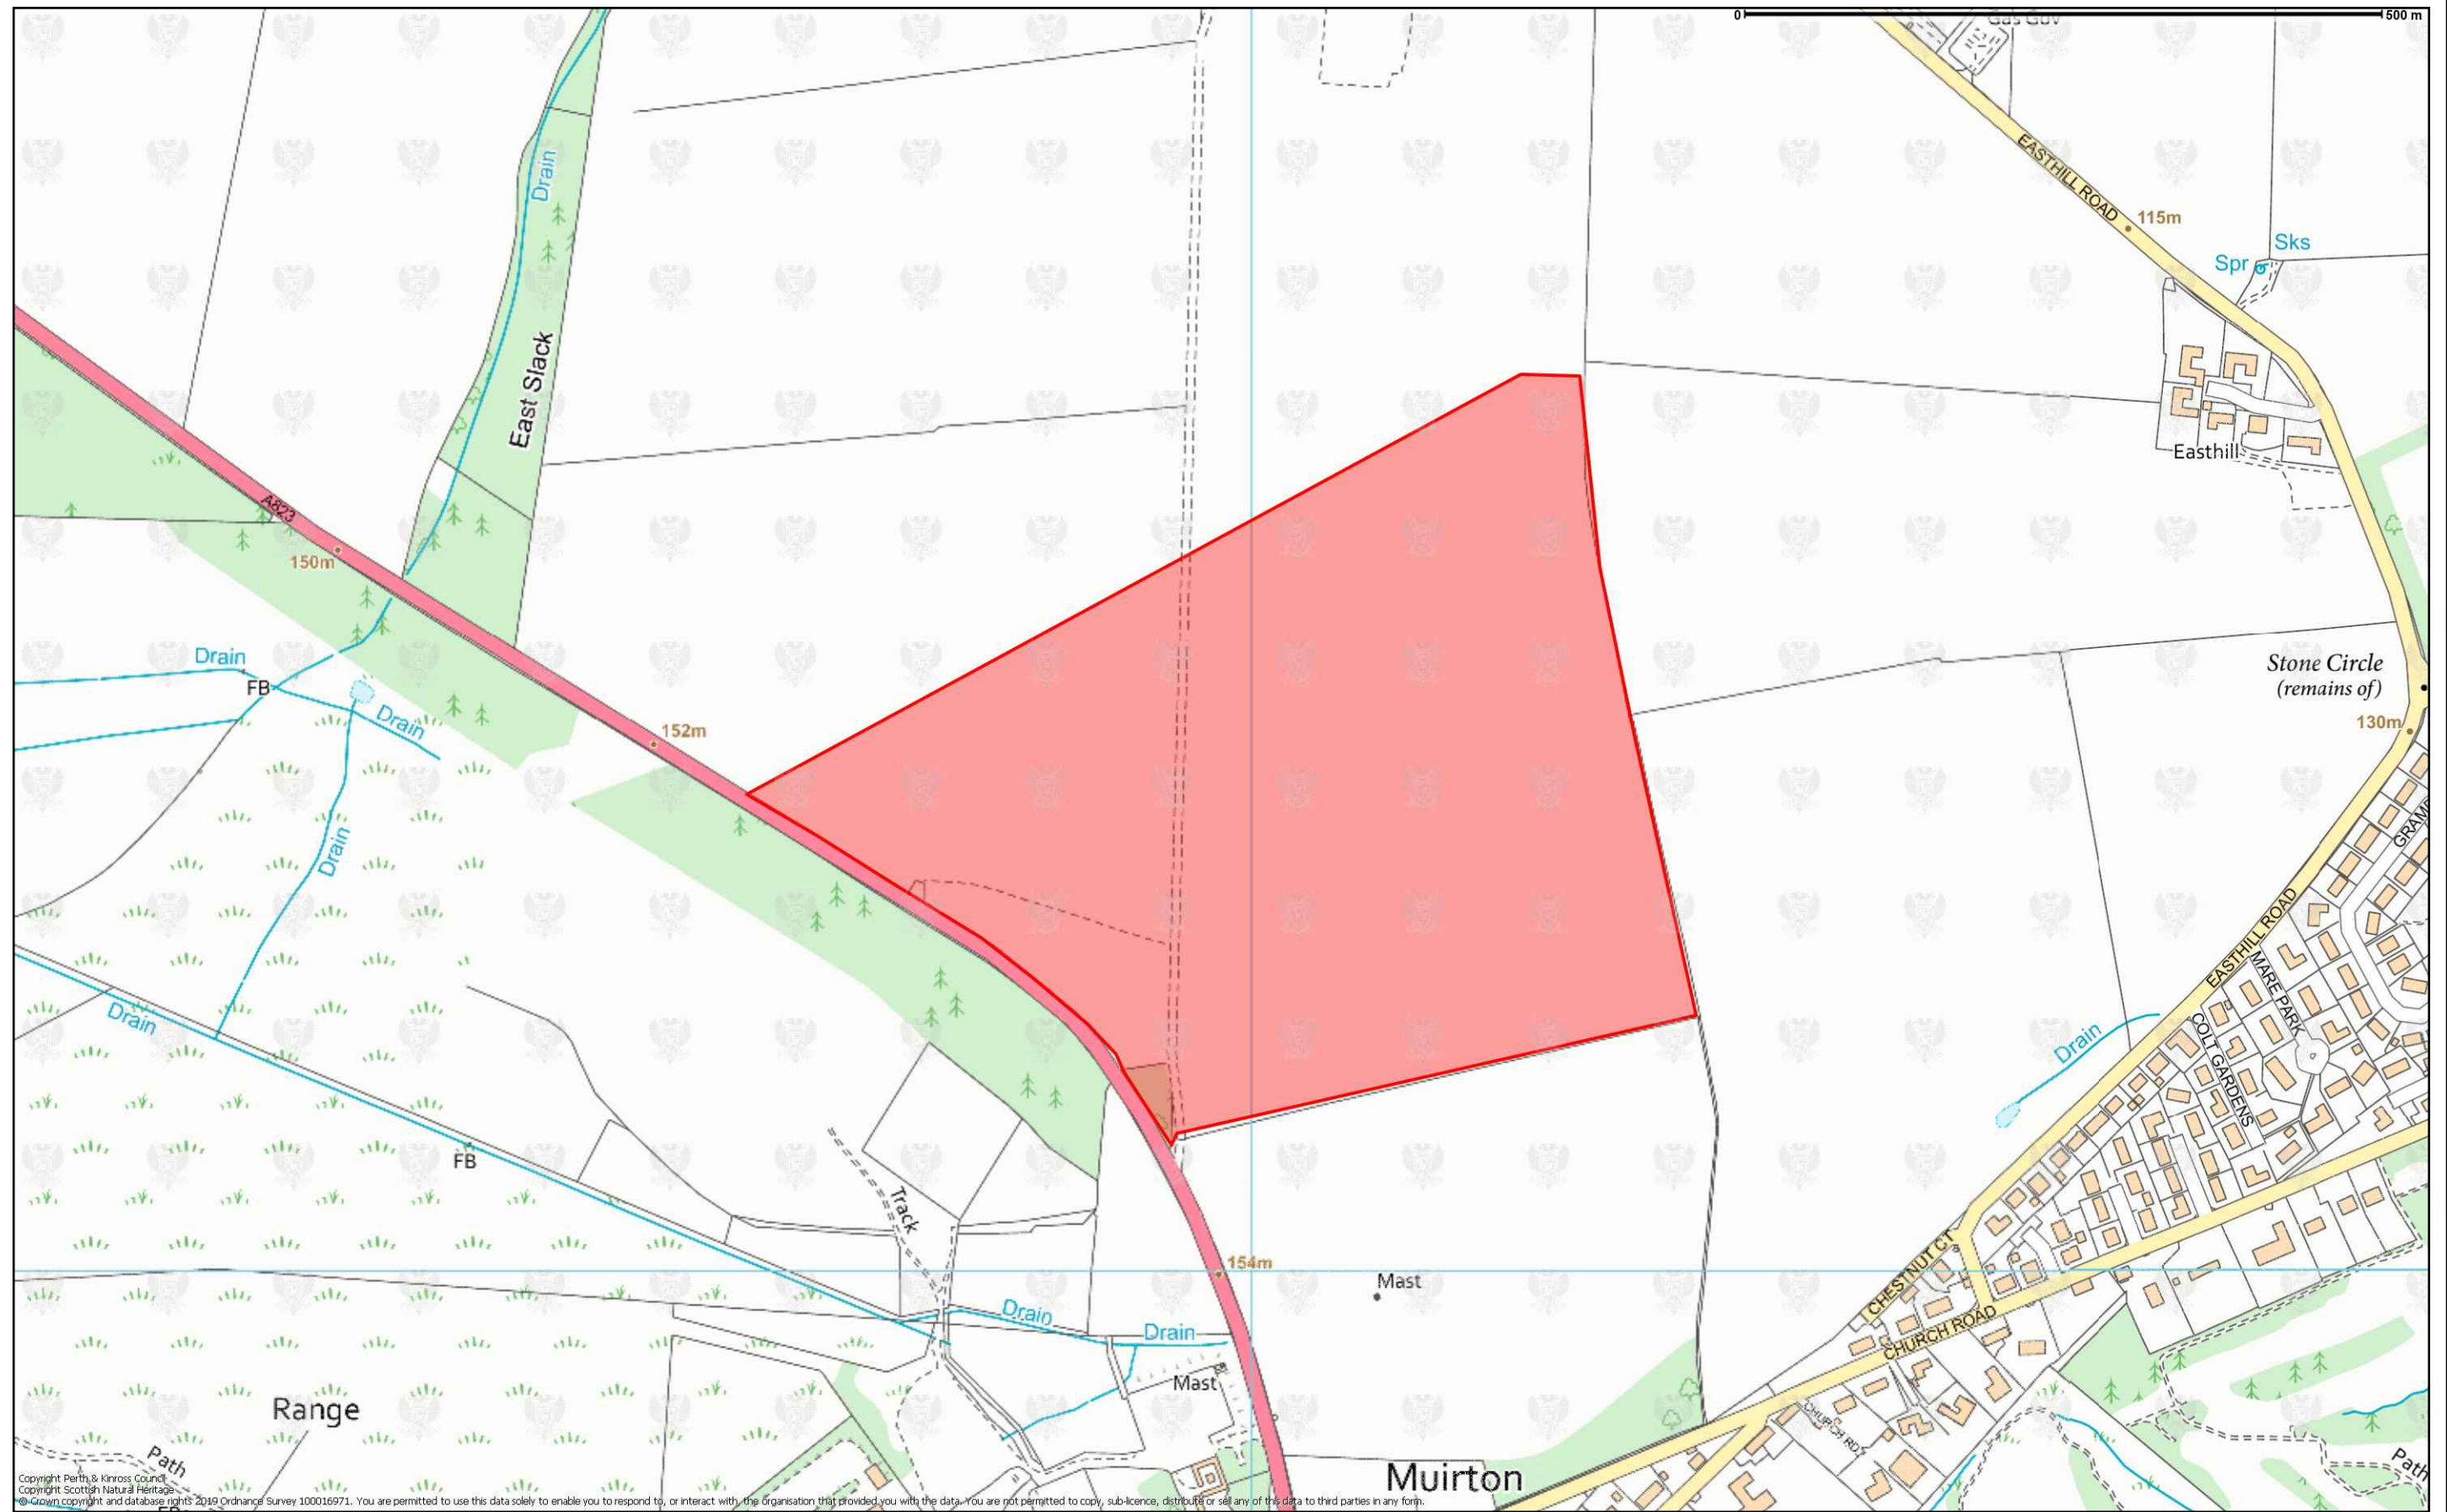 0
500 m
Gas Gov
EASTHILL ROAD
115m
Drain
Sks
Spr
East Slack
Easthill
A823
150m
Drain
FB
Drain
152m
Stone Circle
(remains of)
130m
Drain
EASTHILL ROAD
MARE PARK
COLT GARDENS
Drain
Drain
FB
Track
154m
Mast
CHESTNUT CT
CHURCH ROAD
Drain
Drain
Mast
Range
CHURCH RD
Path
Path
Muirton
Copyright Perth & Kinross Council
Copyright Scottish Natural Heritage
© Crown copyright and database rights 2019 Ordnance Survey 100016971. You are permitted to use this data solely to enable you to respond to, or interact with, the organisation that provided you with the data. You are not permitted to copy, sub-licence, distribute or sell any of this data to third parties in any form.